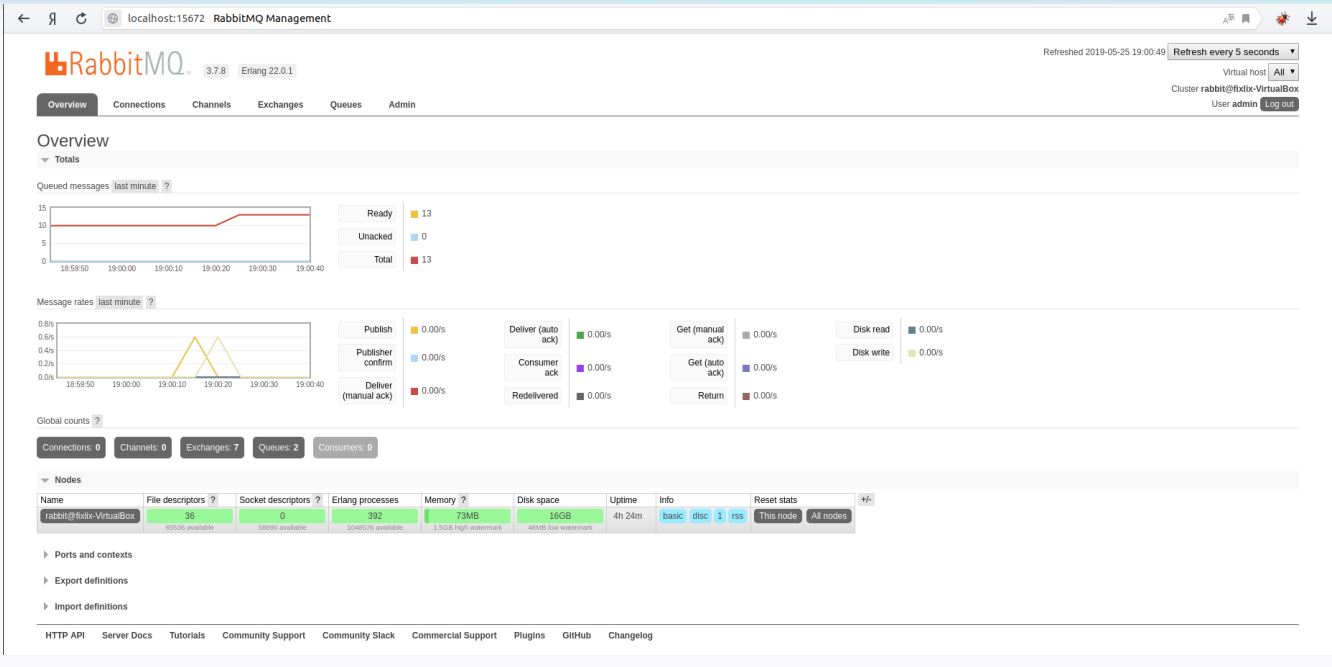 Я localhost:15672 RabbitMQ Management
RabbitMQ 3.7.8 Erlang 22.0.1
Refreshed 2019-05-25 19:00:49 Refresh every 5 seconds
Virtual host All
Cluster rabbit@fixlix-VirtualBox
User admin Log out
Overview Connections Channels Exchanges Queues Admin
Overview
Totals
Queued messages last minute ?
15
10
5
0
18:59:50 19:00:00 19:00:10 19:00:20 19:00:30 19:00:40
Ready 13
Unacked 0
Total 13
Message rates last minute ?
0.8/s
0.6/s
0.4/s
0.2/s
0.0/s
18:59:50 19:00:00 19:00:10 19:00:20 19:00:30 19:00:40
Publish 0.00/s
Publisher confirm 0.00/s
Deliver (manual ack) 0.00/s
Deliver (auto ack) 0.00/s
Consumer ack 0.00/s
Redelivered 0.00/s
Get (manual ack) 0.00/s
Get (auto ack) 0.00/s
Return 0.00/s
Disk read 0.00/s
Disk write 0.00/s
Global counts ?
Connections: 0 Channels: 0 Exchanges: 7 Queues: 2 Consumers: 0
Nodes
Name File descriptors ? Socket descriptors ? Erlang processes Memory ? Disk space Uptime Info Reset stats +/-
rabbit@fixlix-VirtualBox 36 0 392 73MB 16GB 4h 24m basic disc 1 rss This node All nodes
65536 available 58890 available 1048576 available 1.5GB high watermark 48MB low watermark
Ports and contexts
Export definitions
Import definitions
HTTP API Server Docs Tutorials Community Support Community Slack Commercial Support Plugins GitHub Changelog